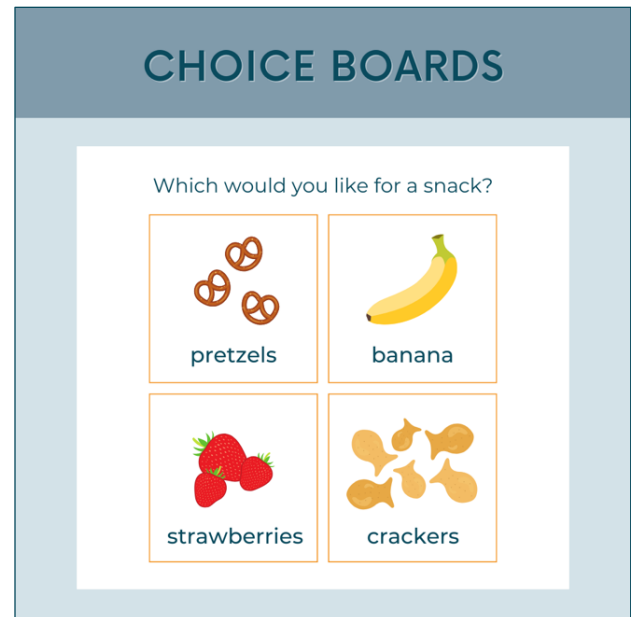 CHOICE BOARDS
Which would you like for a snack?
pretzels
banana
strawberries
crackers